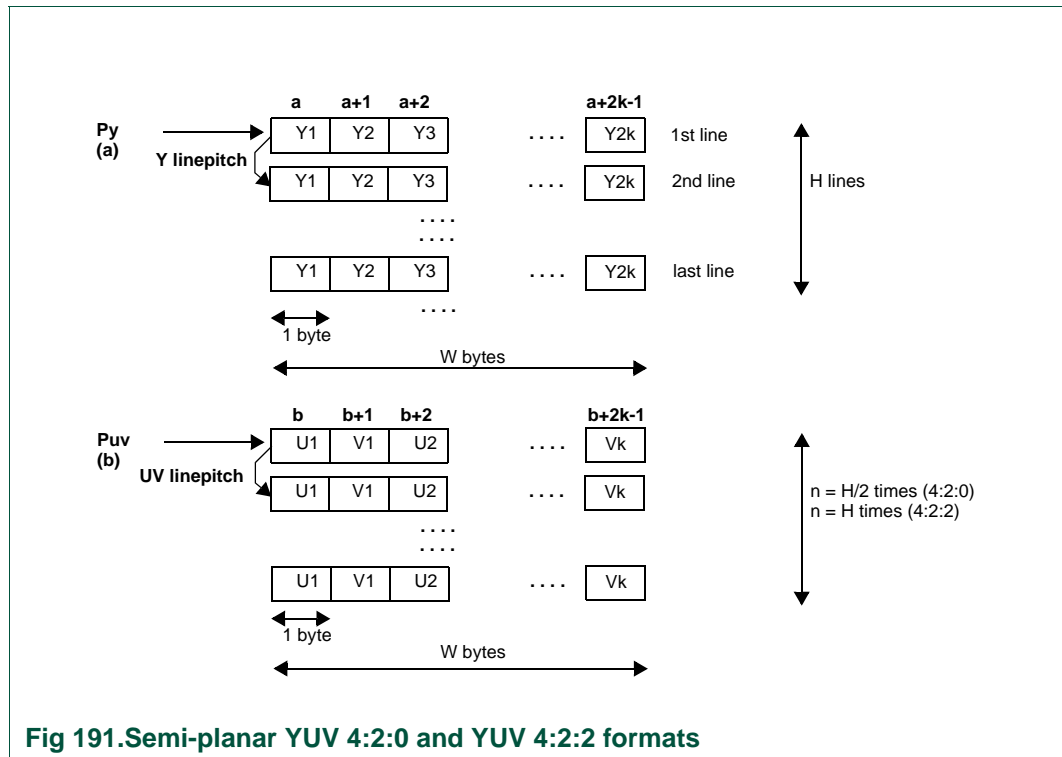 a a+1 a+2 a+2k-1
Py
(a)
Y1 Y2 Y3 .... Y2k 1st line
Y linepitch
Y1 Y2 Y3 .... Y2k 2nd line
H lines
....
....
Y1 Y2 Y3 .... Y2k last line
....
1 byte
W bytes
b b+1 b+2 b+2k-1
Puv
(b)
U1 V1 U2 .... Vk
UV linepitch
U1 V1 U2 .... Vk
n = H/2 times (4:2:0)
n = H times (4:2:2)
....
....
U1 V1 U2 .... Vk
1 byte
W bytes
Fig 191.Semi-planar YUV 4:2:0 and YUV 4:2:2 formats